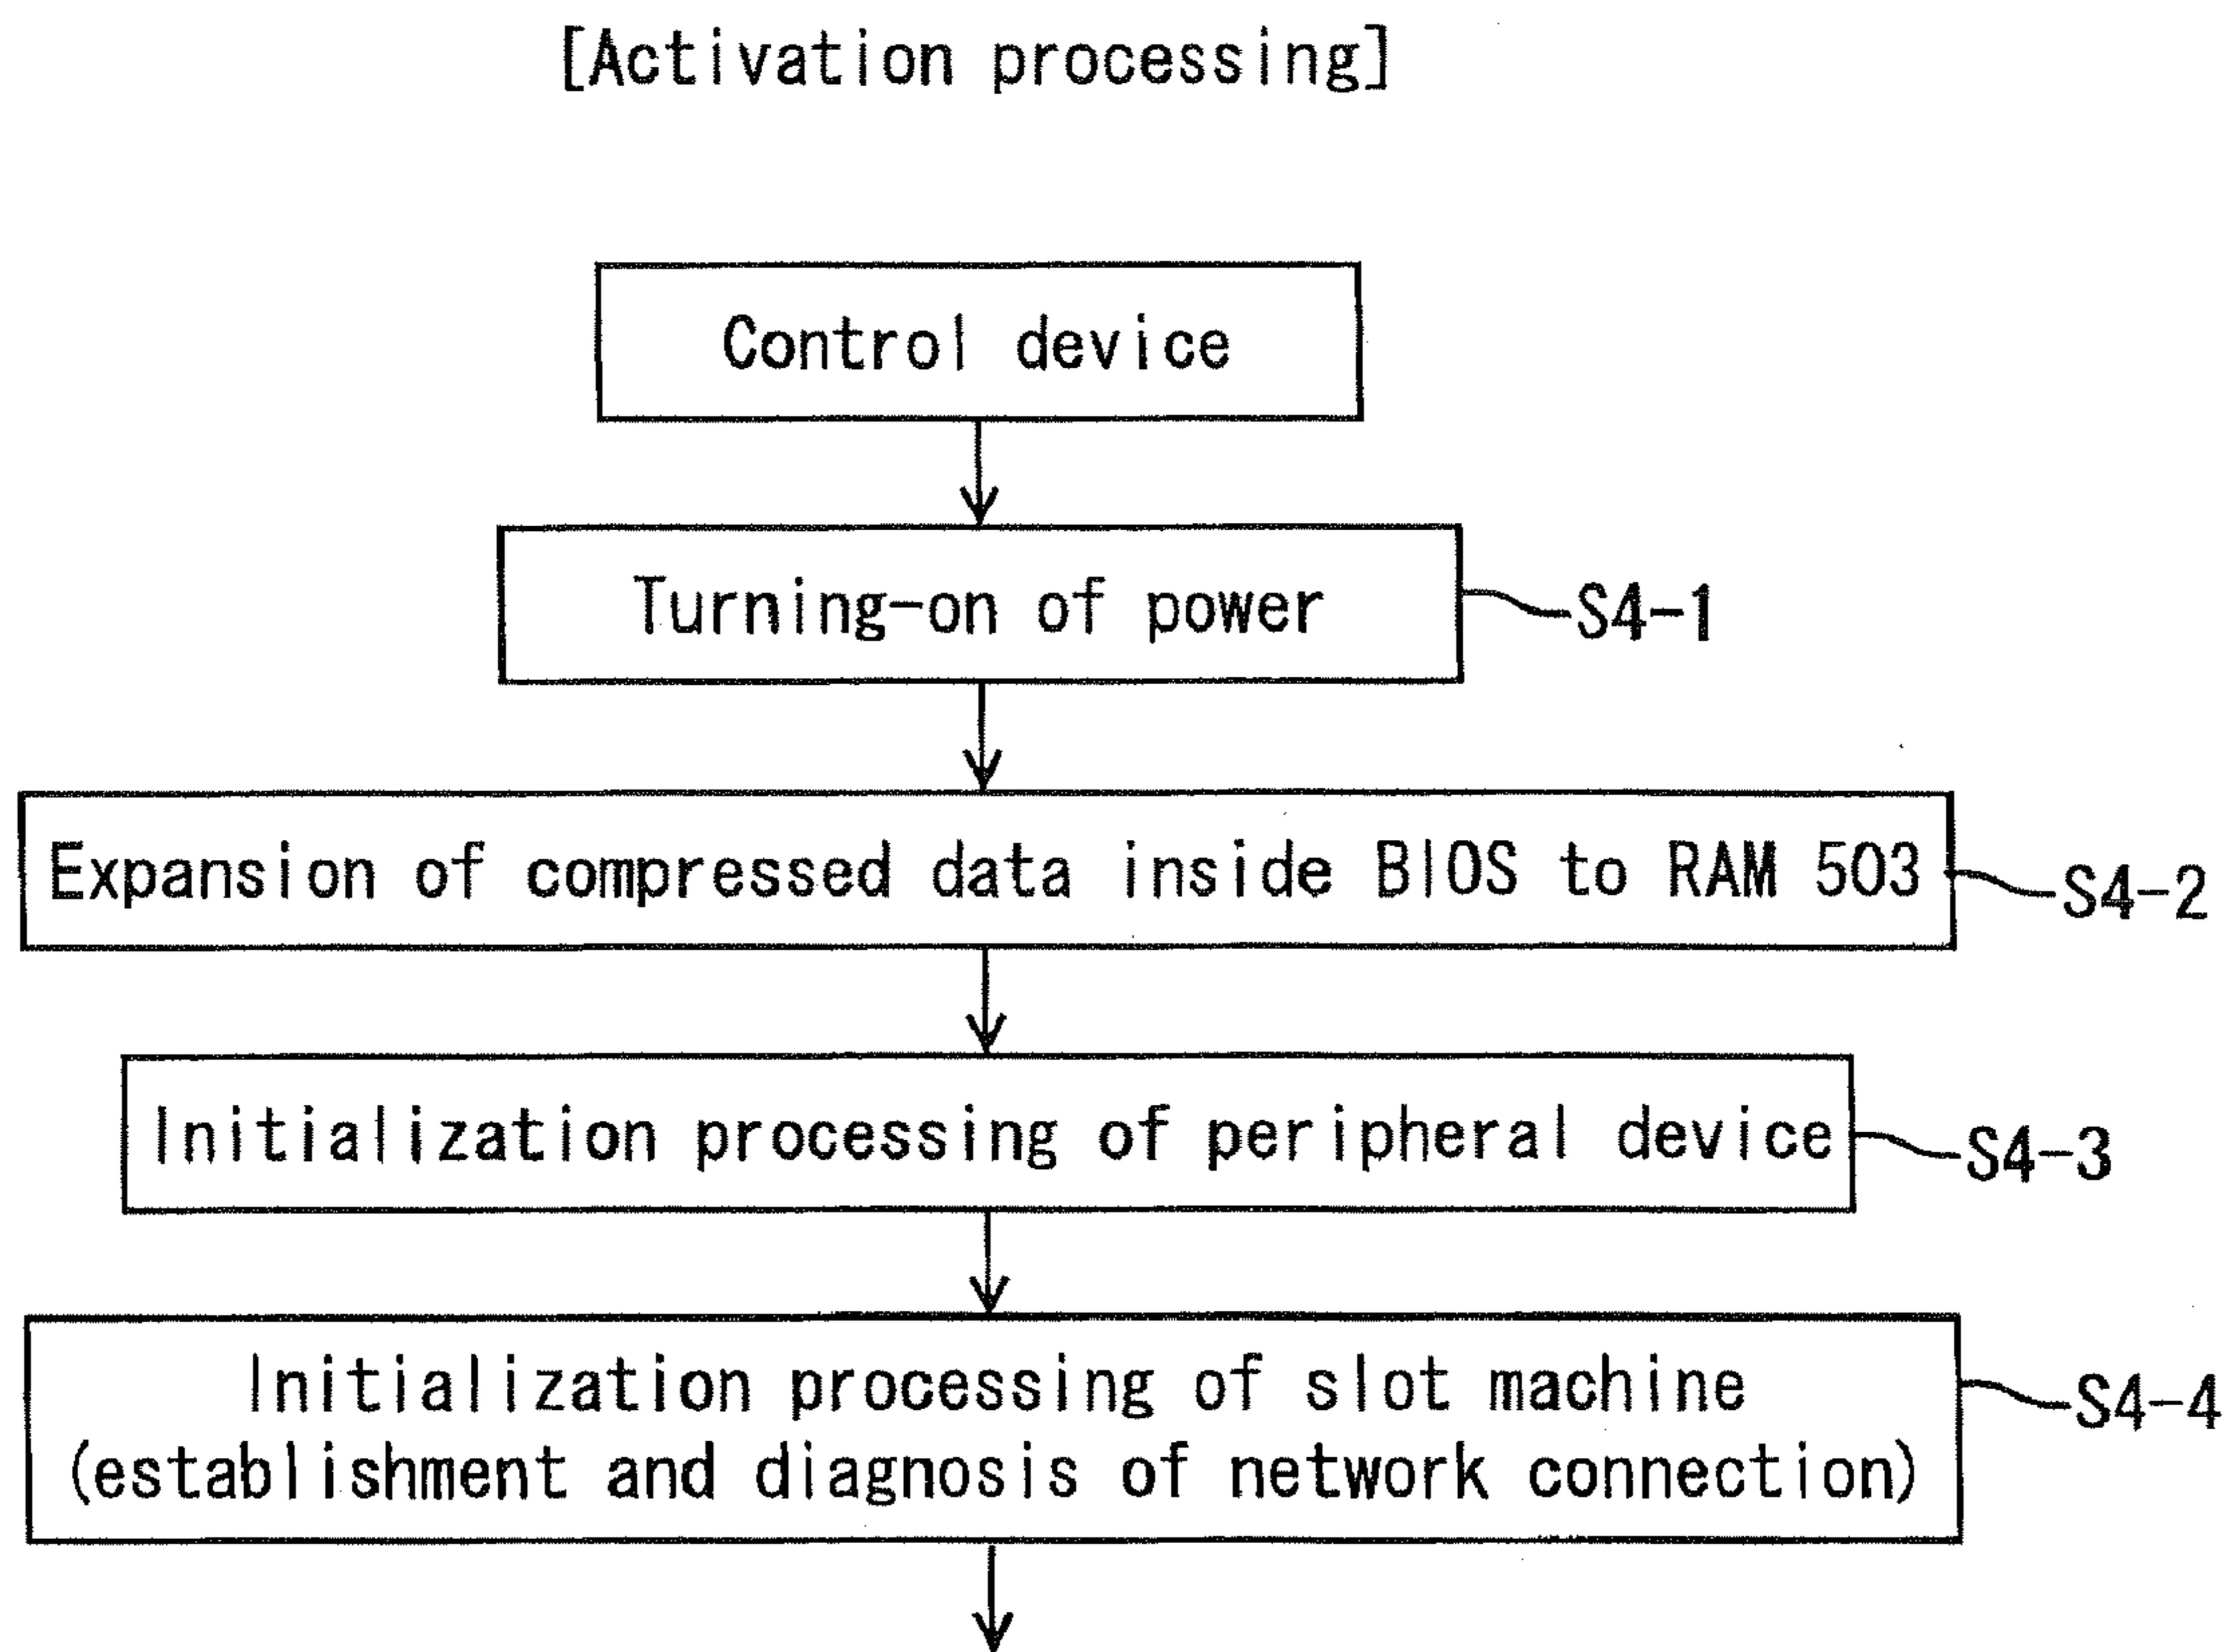 [Activation processing]
Control device
Turning-on of power
S4-1
Expansion of compressed data inside BIOS to RAM 503
S4-2
Initialization processing of peripheral device
S4-3
Initialization processing of slot machine
(establishment and diagnosis of network connection)
S4-4